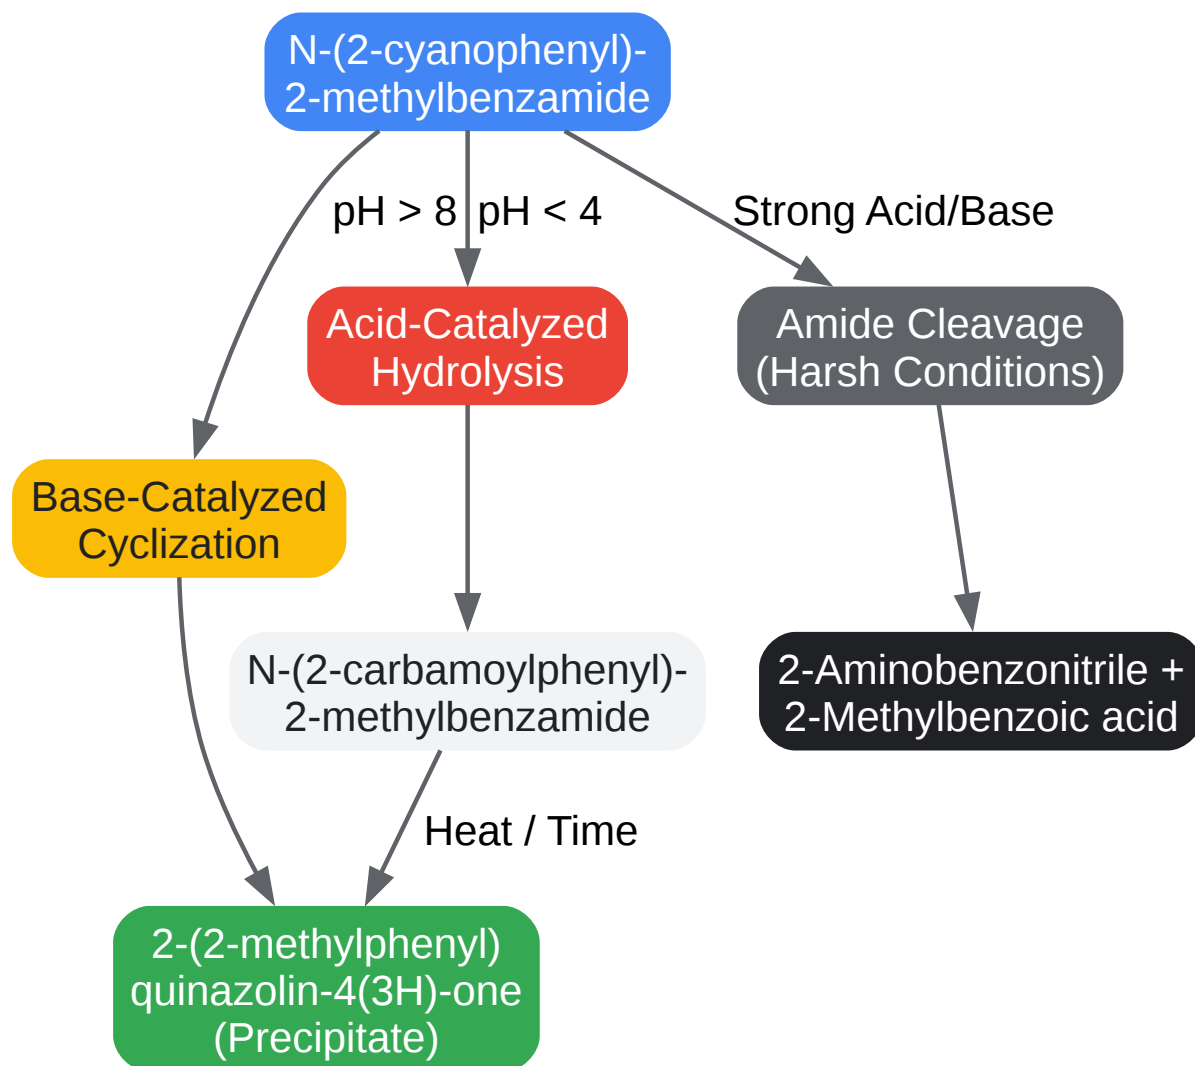 N-(2-cyanophenyl)-
2-methylbenzamide
pH > 8
pH < 4
Strong Acid/Base
Acid-Catalyzed
Hydrolysis
Amide Cleavage
(Harsh Conditions)
Base-Catalyzed
Cyclization
N-(2-carbamoylphenyl)-
2-methylbenzamide
2-Aminobenzonitrile +
2-Methylbenzoic acid
Heat / Time
2-(2-methylphenyl)
quinazolin-4(3H)-one
(Precipitate)